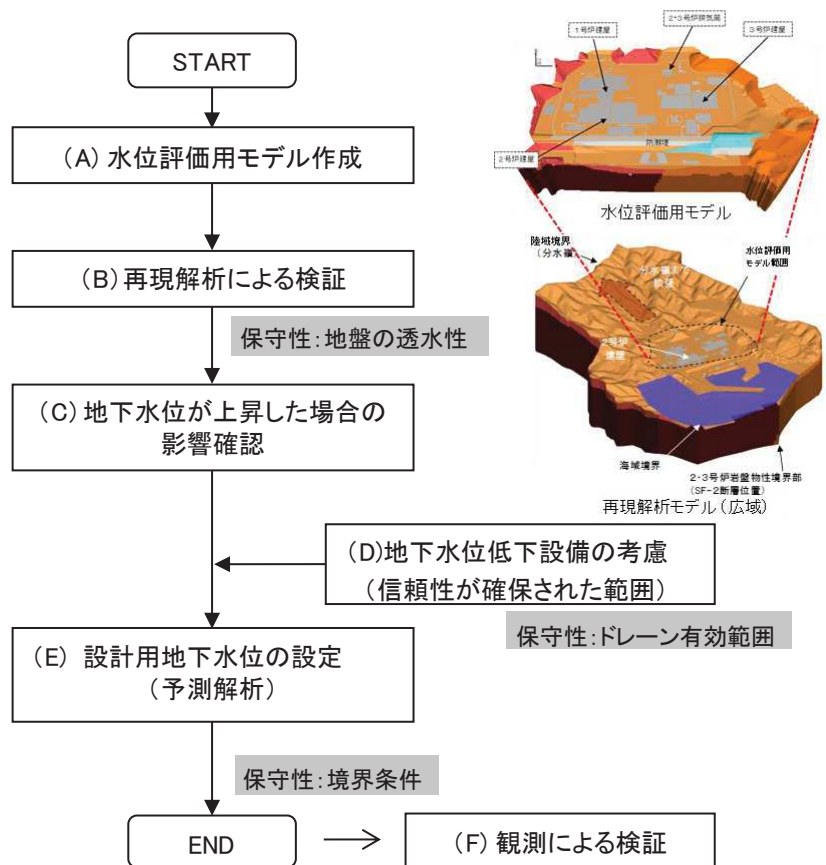 START
(A) 水位評価用モデル作成
(B) 再現解析による検証
保守性:地盤の透水性
(C) 地下水位が上昇した場合の
影響確認
(D)地下水位低下設備の考慮
(信頼性が確保された範囲)
保守性:ドレーン有効範囲
(E) 設計用地下水位の設定
(予測解析)
保守性:境界条件
END
(F) 観測による検証
1号炉建屋
2・3号炉排気筒
3号炉建屋
防潮堤
2号炉建屋
水位評価用モデル
陸域境界
(分水嶺)
水位評価用
モデル範囲
分水嶺まで
拡張
2号炉
建屋
海域境界
2・3号炉岩盤物性境界部
(SF-2断層位置)
再現解析モデル(広域)